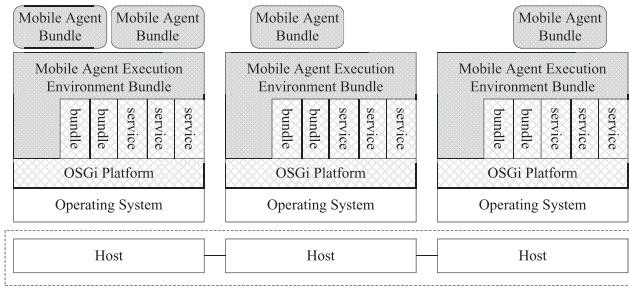 Mobile Agent
Bundle
Mobile Agent
Bundle
Mobile Agent
Bundle
Mobile Agent
Bundle
Mobile Agent Execution
Environment Bundle
bundle
bundle
service
service
service
OSGi Platform
Operating System
Mobile Agent Execution
Environment Bundle
bundle
bundle
service
service
service
OSGi Platform
Operating System
Mobile Agent Execution
Environment Bundle
bundle
bundle
service
service
service
OSGi Platform
Operating System
Host
Host
Host